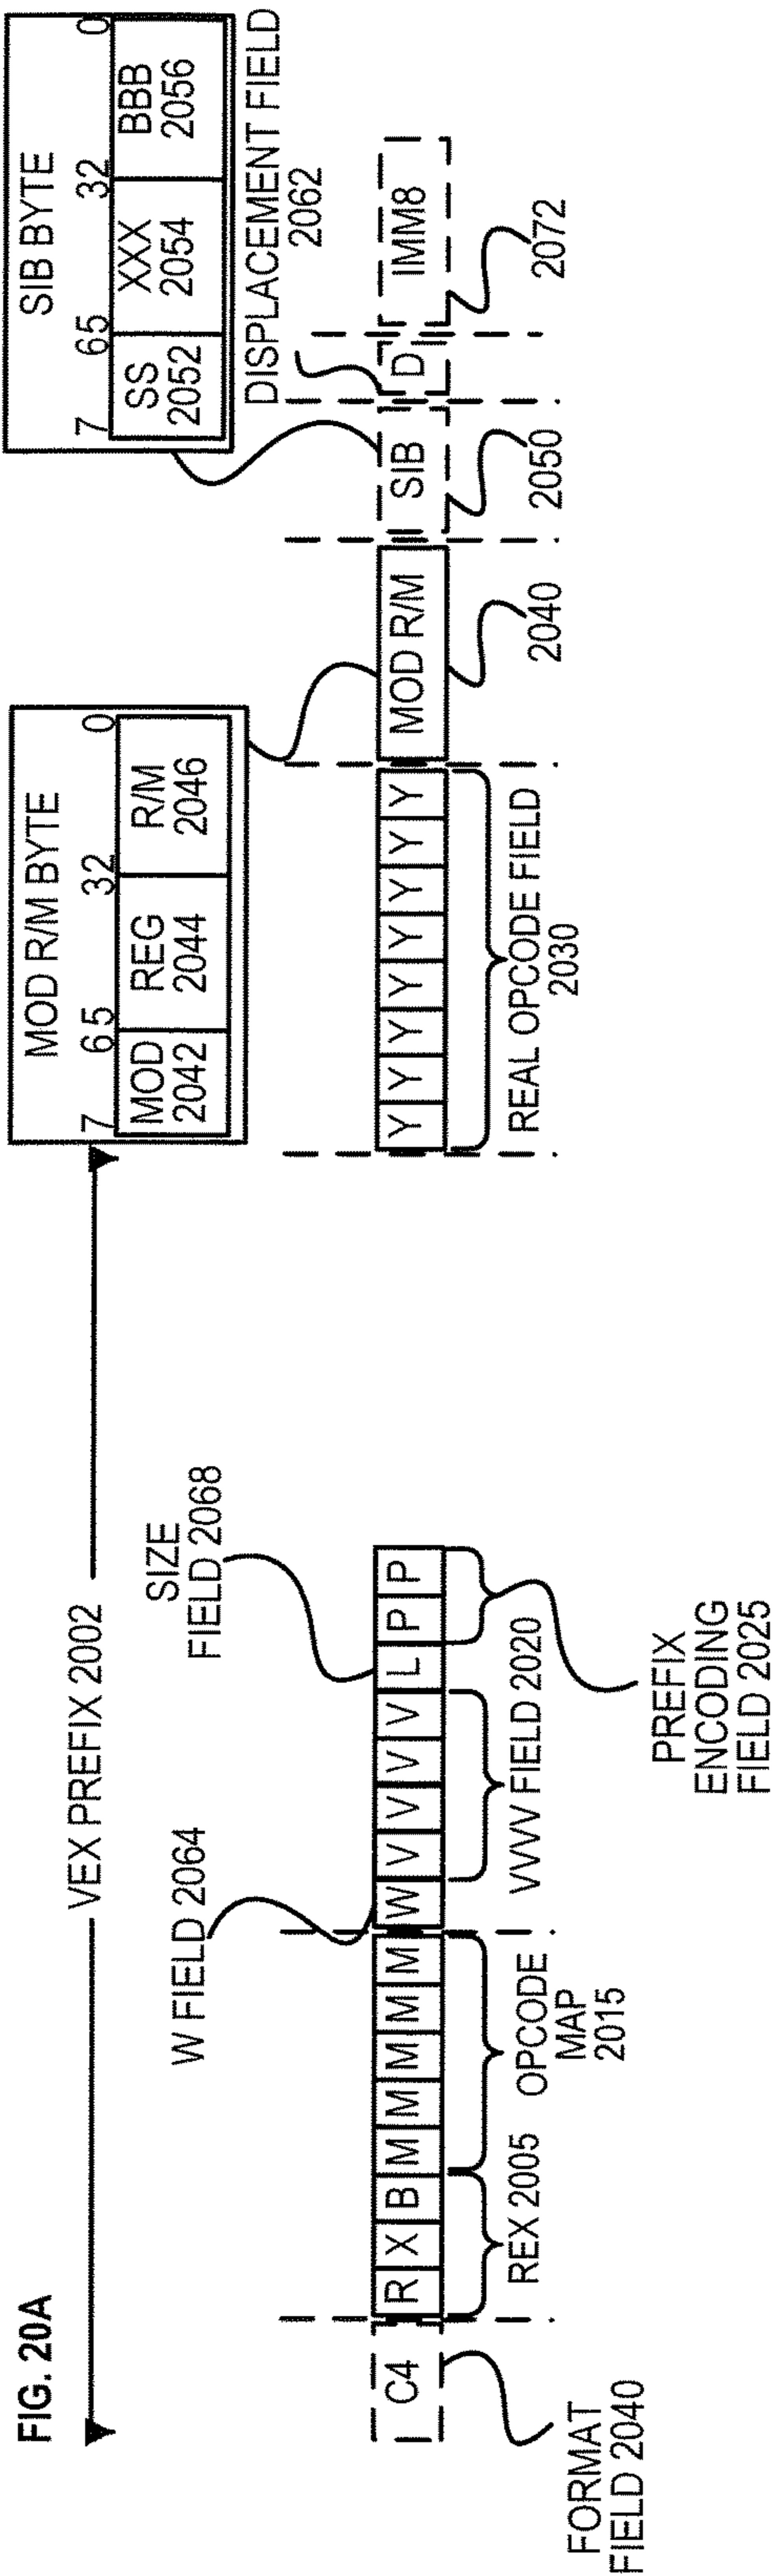 FIG. 20A
VEX PREFIX 2002
MOD R/M BYTE
7 6 5 3 2 0
MOD
2042
REG
2044
R/M
2046
SIB BYTE
7 6 5 3 2 0
SS
2052
XXX
2054
BBB
2056
W FIELD 2064
SIZE
FIELD 2068
DISPLACEMENT FIELD
2062
C4 R X B M M M M M W V V V V L P P Y Y Y Y Y Y Y Y MOD R/M SIB D IMM8
FORMAT
FIELD 2040
REX 2005
OPCODE
MAP
2015
VVVV FIELD 2020
PREFIX
ENCODING
FIELD 2025
REAL OPCODE FIELD
2030
2040
2050
2072